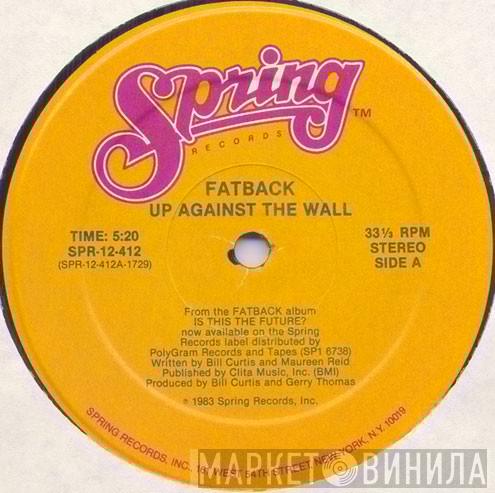 Spring™
RECORDS
FATBACK
UP AGAINST THE WALL
TIME: 5:20
SPR-12-412
(SPR-12-412A-1729)
33⅓ RPM
STEREO
SIDE A
From the FATBACK album
IS THIS THE FUTURE?
now available on the Spring
Records label distributed by
PolyGram Records and Tapes (SP1 6738)
Written by Bill Curtis and Maureen Reid
Published by Clita Music, Inc. (BMI)
Produced by Bill Curtis and Gerry Thomas
℗ 1983 Spring Records, Inc.
SPRING RECORDS, INC. WEST 54TH STREET, NEW YORK, N.Y. 10019
МАРКЕТ ВИНИЛА